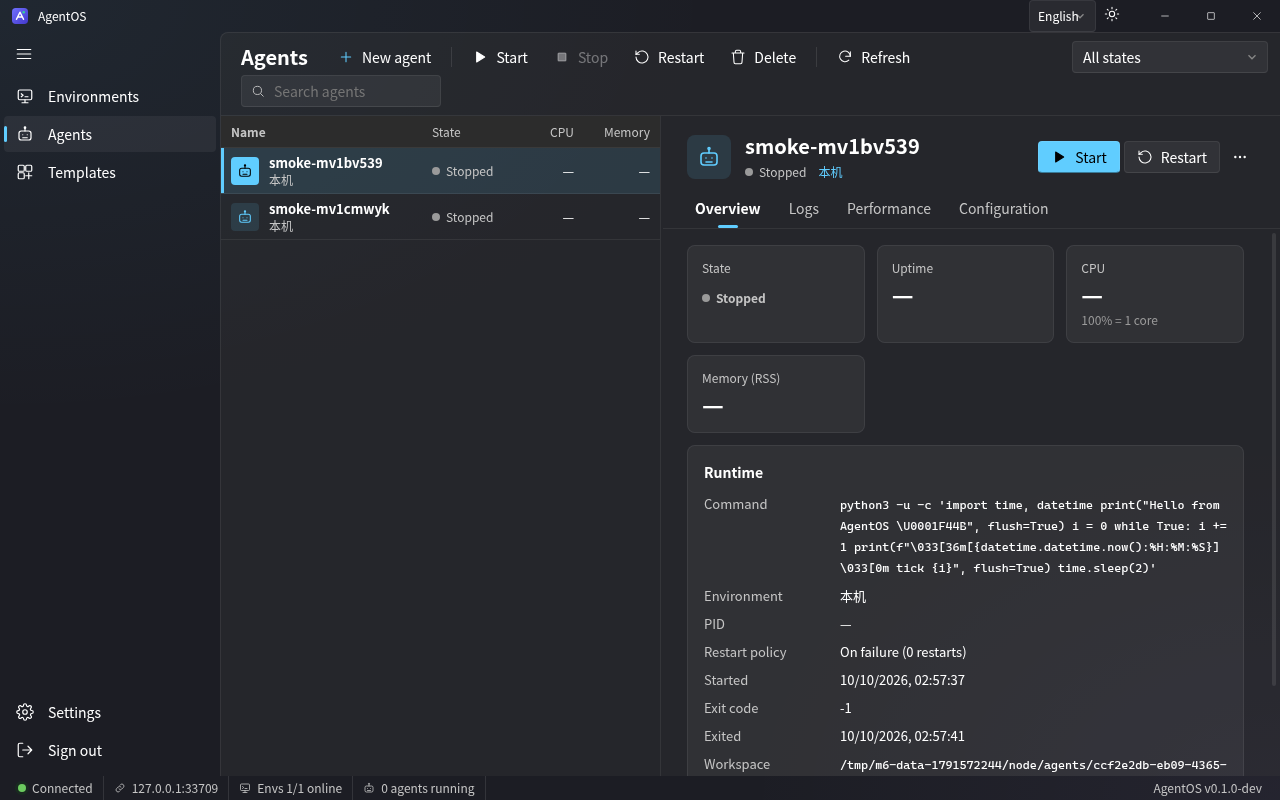 AgentOS
English
Environments
Agents
Templates
Settings
Sign out
Agents
New agent
Start
Stop
Restart
Delete
Refresh
All states
Search agents
Name State CPU Memory
smoke-mv1bv539
本机
Stopped — —
smoke-mv1cmwyk
本机
Stopped — —
smoke-mv1bv539
Stopped 本机
Start
Restart
Overview Logs Performance Configuration
State
Stopped
Uptime
—
CPU
—
100% = 1 core
Memory (RSS)
—
Runtime
Command
python3 -u -c 'import time, datetime print("Hello from
AgentOS \U0001F44B", flush=True) i = 0 while True: i +=
1 print(f"\033[36m[{datetime.datetime.now():%H:%M:%S}]
\033[0m tick {i}", flush=True) time.sleep(2)'
Environment 本机
PID —
Restart policy On failure (0 restarts)
Started 10/10/2026, 02:57:37
Exit code -1
Exited 10/10/2026, 02:57:41
Workspace /tmp/m6-data-1791572244/node/agents/ccf2e2db-eb09-4365-
Connected
127.0.0.1:33709
Envs 1/1 online
0 agents running
AgentOS v0.1.0-dev